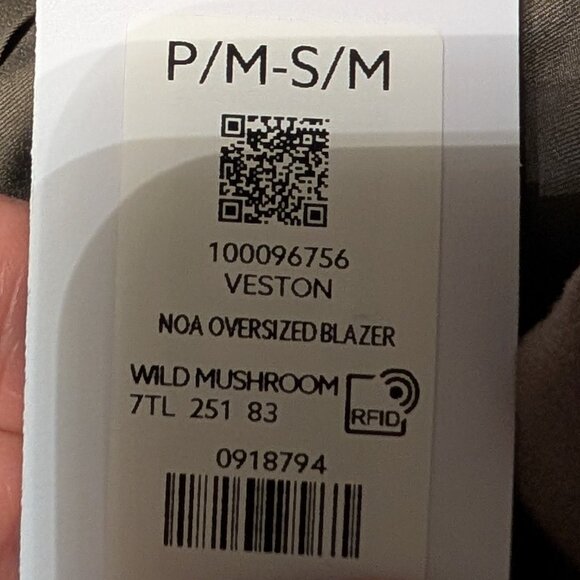 P/M-S/M
100096756
VESTON
NOA OVERSIZED BLAZER
WILD MUSHROOM
7TL 251 83
RFID
0918794